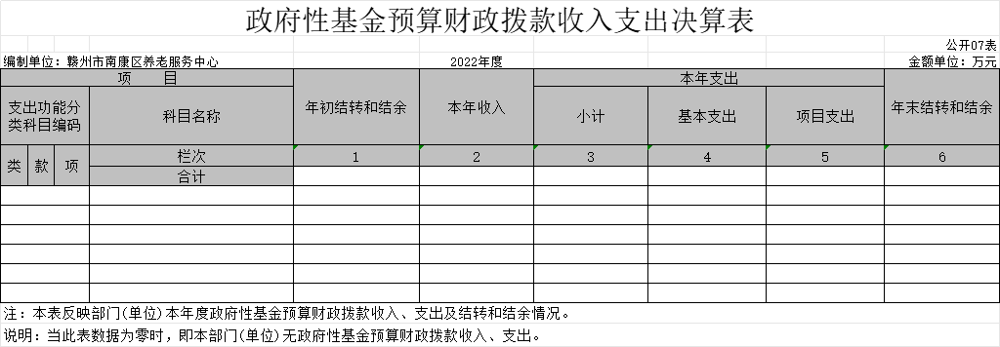 政府性基金预算财政拨款收入支出决算表
公开07表
编制单位：赣州市南康区养老服务中心 2022年度 金额单位：万元
项 目 年初结转和结余 本年收入 本年支出 年末结转和结余
支出功能分类科目编码 科目名称 小计 基本支出 项目支出
类 款 项 栏次 1 2 3 4 5 6
合计
注：本表反映部门(单位)本年度政府性基金预算财政拨款收入、支出及结转和结余情况。
说明：当此表数据为零时，即本部门(单位)无政府性基金预算财政拨款收入、支出。